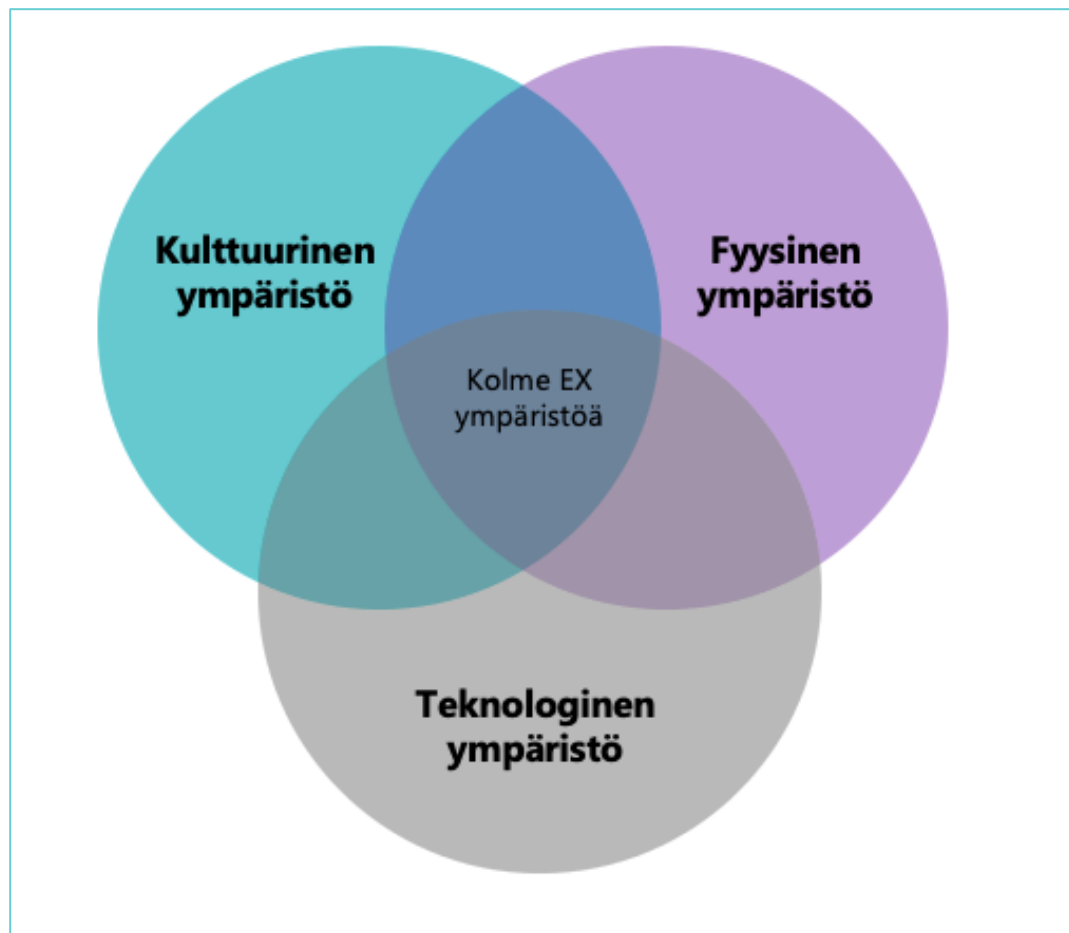 Kulttuurinen
ympäristö
Fyysinen
ympäristö
Kolme EX
ympäristöä
Teknologinen
ympäristö